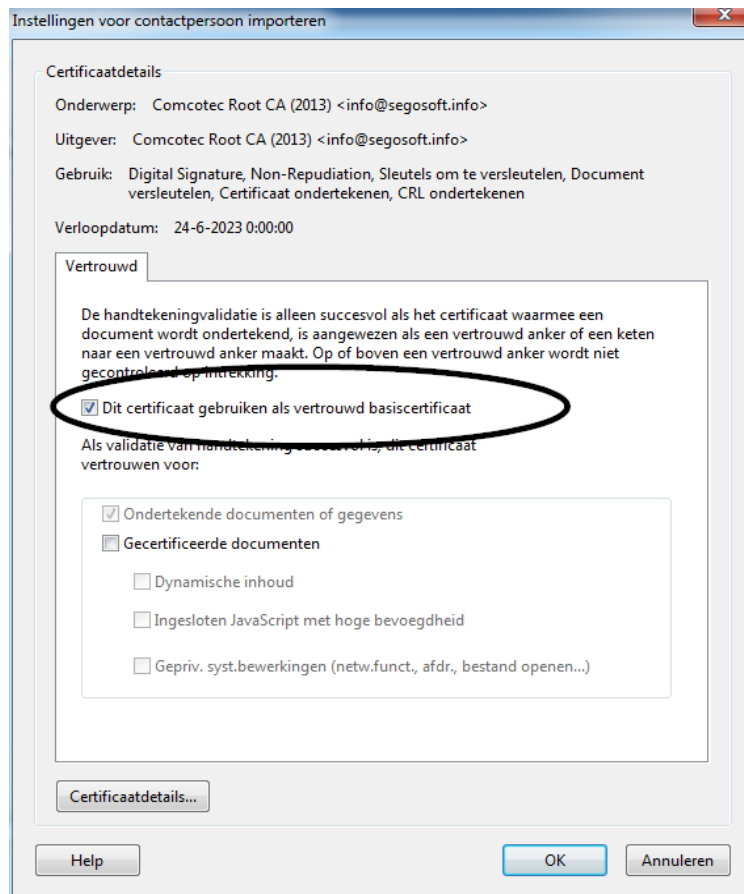 Instellingen voor contactpersoon importeren
Certificaatdetails
Onderwerp: Comcotec Root CA (2013) <info@segosoft.info>
Uitgever: Comcotec Root CA (2013) <info@segosoft.info>
Gebruik: Digital Signature, Non-Repudiation, Sleutels om te versleutelen, Document
versleutelen, Certificaat ondertekenen, CRL ondertekenen
Verloopdatum: 24-6-2023 0:00:00
Vertrouwd
De handtekeningvalidatie is alleen succesvol als het certificaat waarmee een
document wordt ondertekend, is aangewezen als een vertrouwd anker of een keten
naar een vertrouwd anker maakt. Op of boven een vertrouwd anker wordt niet
gecontroleerd op intrekking.
Dit certificaat gebruiken als vertrouwd basiscertificaat
Als validatie van handtekening succesvol is, dit certificaat
vertrouwen voor:
Ondertekende documenten of gegevens
Gecertificeerde documenten
Dynamische inhoud
Ingesloten JavaScript met hoge bevoegdheid
Gepriv. syst.bewerkingen (netw.funct., afdr., bestand openen...)
Certificaatdetails...
Help
OK
Annuleren